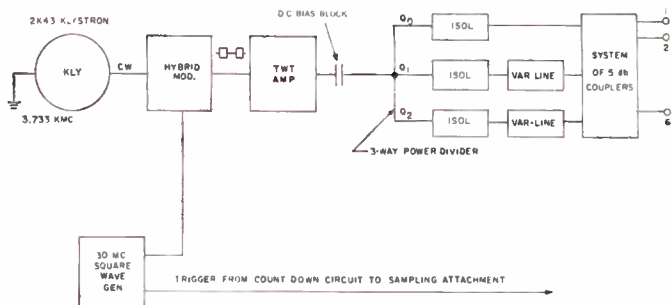 2K43 KLYSTRON
KLY
3,733 KMC
CW
HYBRID
MOD.
TWT
AMP
DC BIAS BLOCK
Q0
Q1
Q2
ISOL
ISOL
VAR LINE
ISOL
VAR-LINE
3-WAY POWER DIVIDER
SYSTEM
OF 5 db
COUPLERS
1
2
6
30 MC
SQUARE
WAVE
GEN
TRIGGER FROM COUNT DOWN CIRCUIT TO SAMPLING ATTACHMENT